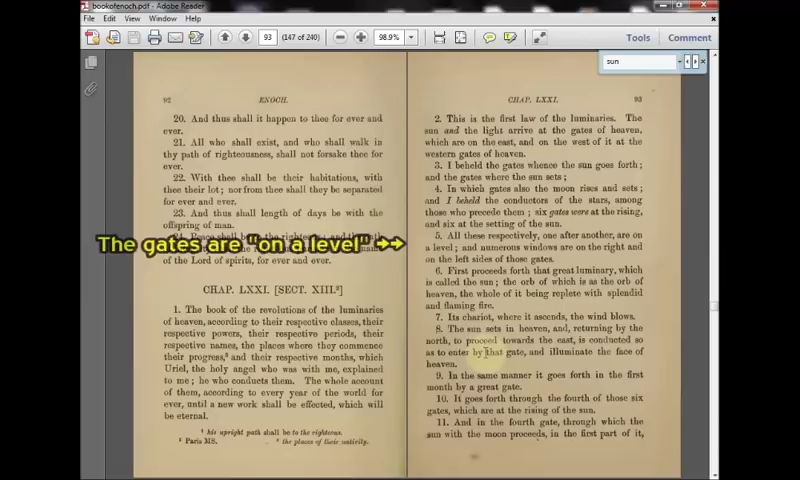 bookofenoch.pdf - Adobe Reader
File Edit View Window Help
93 (147 of 240) 98.9% Tools Comment
sun
92 ENOCH.
20. And thus shall it happen to thee for ever and
ever.
21. All who shall exist, and who shall walk in
thy path of righteousness, shall not forsake thee for
ever.
22. With thee shall be their habitations, with
thee their lot; nor from thee shall they be separated
for ever and ever.
23. And thus shall length of days be with the
offspring of man.
The gates are "on a level"
of the Lord of spirits, for ever and ever.
CHAP. LXXI. [SECT. XIII.²]
1. The book of the revolutions of the luminaries
of heaven, according to their respective classes, their
respective powers, their respective periods, their
respective names, the places where they commence
their progress,³ and their respective months, which
Uriel, the holy angel who was with me, explained
to me; he who conducts them. The whole account
of them, according to every year of the world for
ever, until a new work shall be effected, which will
be eternal.
¹ his upright path shall be to the righteous.
² Paris MS. ³ the places of their nativity.
CHAP. LXXI. 93
2. This is the first law of the luminaries. The
sun and the light arrive at the gates of heaven,
which are on the east, and on the west of it at the
western gates of heaven.
3. I beheld the gates whence the sun goes forth;
and the gates where the sun sets;
4. In which gates also the moon rises and sets;
and I beheld the conductors of the stars, among
those who precede them; six gates were at the rising,
and six at the setting of the sun.
5. All these respectively, one after another, are on
a level; and numerous windows are on the right and
on the left sides of those gates.
6. First proceeds forth that great luminary, which
is called the sun; the orb of which is as the orb of
heaven, the whole of it being replete with splendid
and flaming fire.
7. Its chariot, where it ascends, the wind blows.
8. The sun sets in heaven, and, returning by the
north, to proceed towards the east, is conducted so
as to enter by that gate, and illuminate the face of
heaven.
9. In the same manner it goes forth in the first
month by a great gate.
10. It goes forth through the fourth of those six
gates, which are at the rising of the sun.
11. And in the fourth gate, through which the
sun with the moon proceeds, in the first part of it,